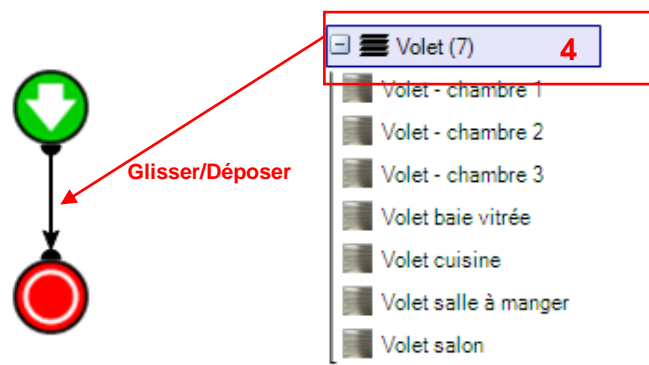 Volet (7) 4
Volet - chambre 1
Volet - chambre 2
Glisser/Déposer
Volet - chambre 3
Volet baie vitrée
Volet cuisine
Volet salle à manger
Volet salon